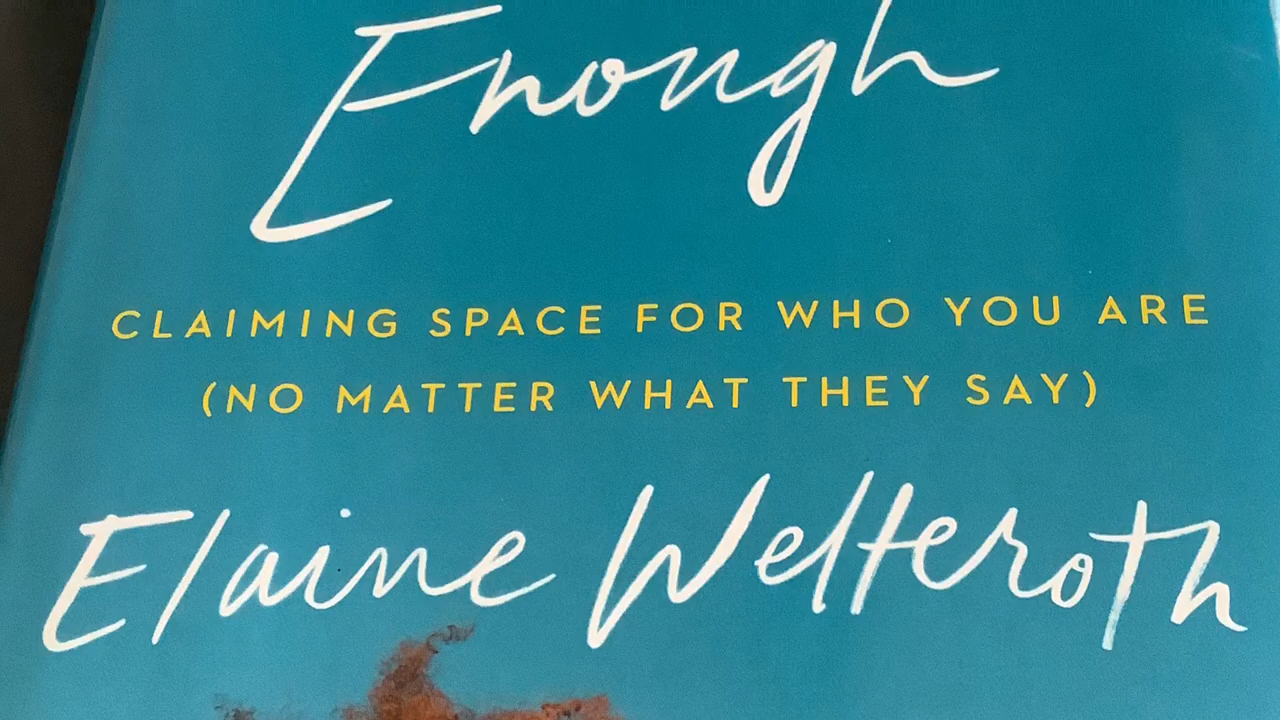 Enough
CLAIMING SPACE FOR WHO YOU ARE
(NO MATTER WHAT THEY SAY)
Elaine Welteroth